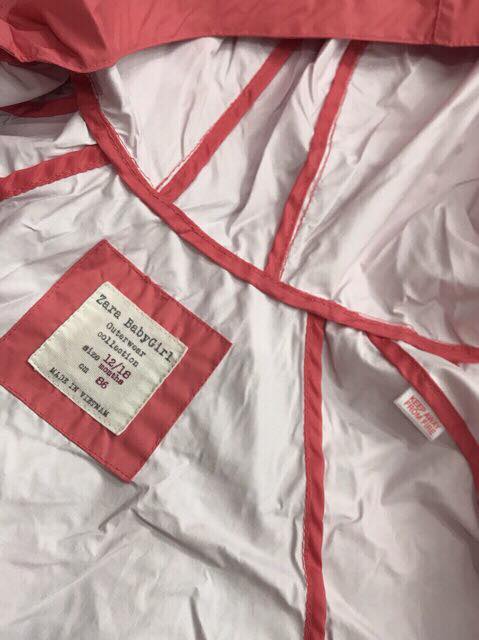 Zara BabyGirl
Outerwear
collection
size 12/18
months
cm 86
MADE IN VIETNAM
KEEP AWAY
FROM FIRE